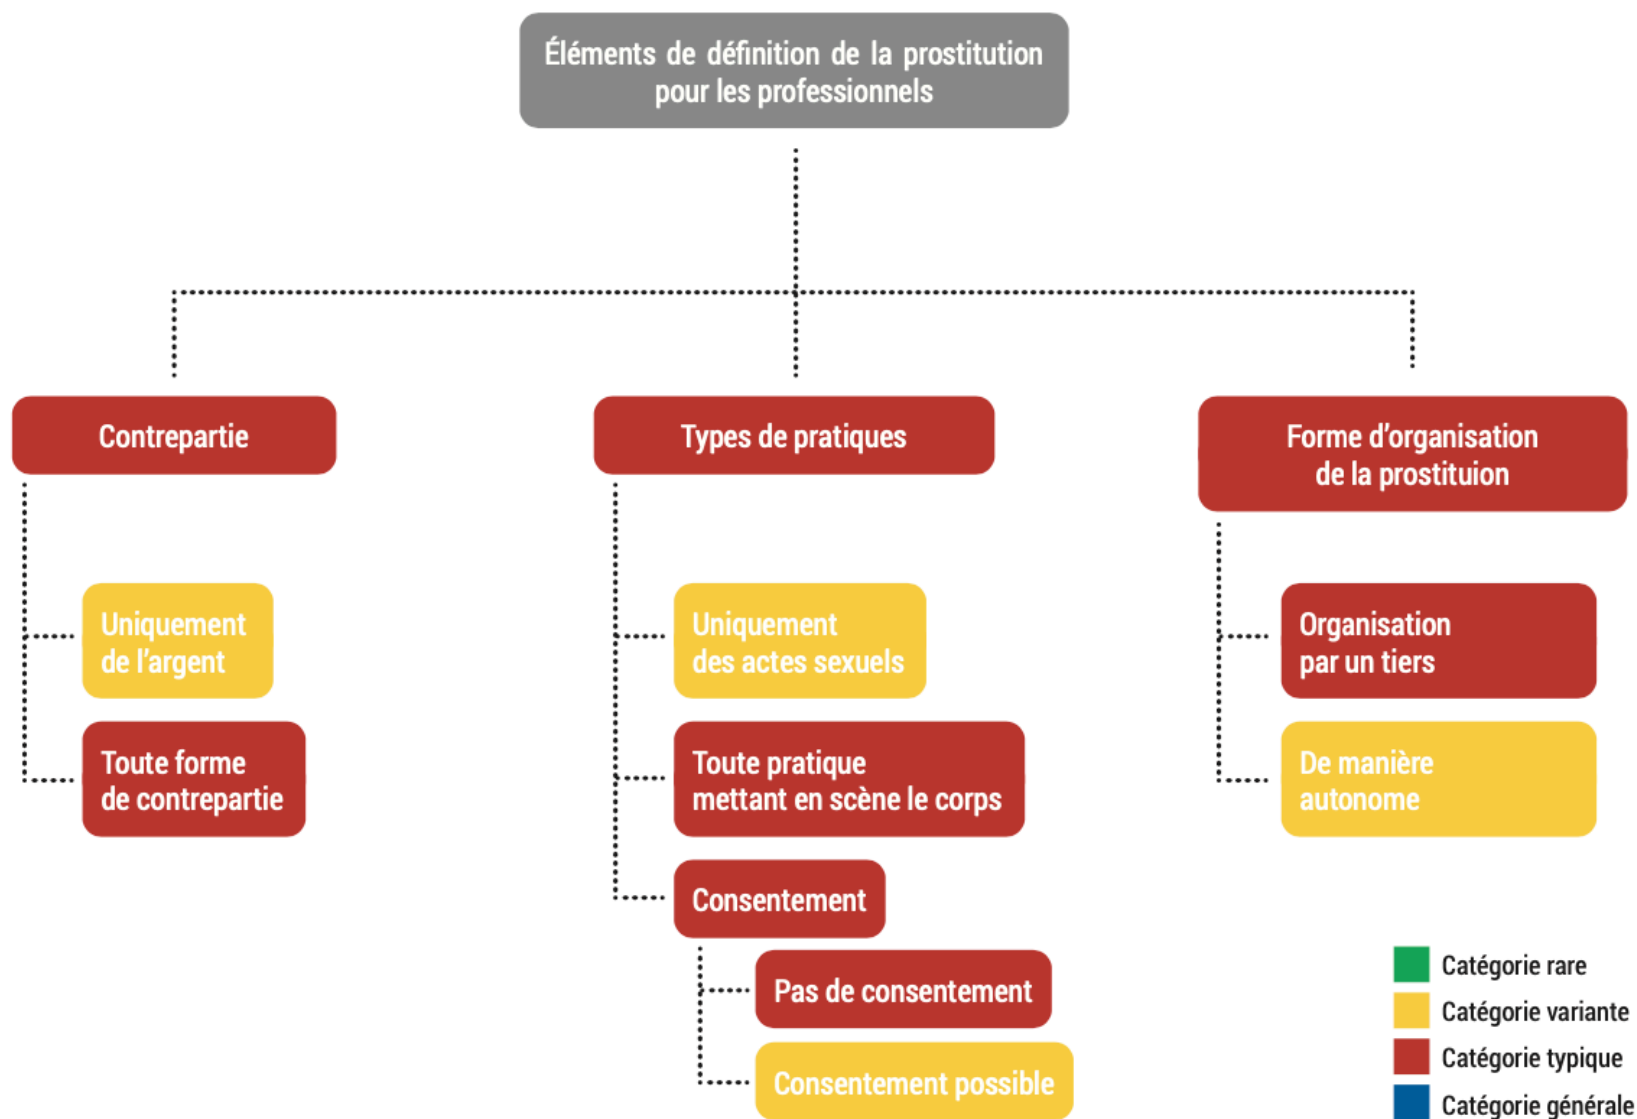 Éléments de définition de la prostitution
pour les professionnels
Contrepartie
Uniquement
de l'argent
Toute forme
de contrepartie
Types de pratiques
Uniquement
des actes sexuels
Toute pratique
mettant en scène le corps
Consentement
Pas de consentement
Consentement possible
Forme d'organisation
de la prostituion
Organisation
par un tiers
De manière
autonome
Catégorie rare
Catégorie variante
Catégorie typique
Catégorie générale